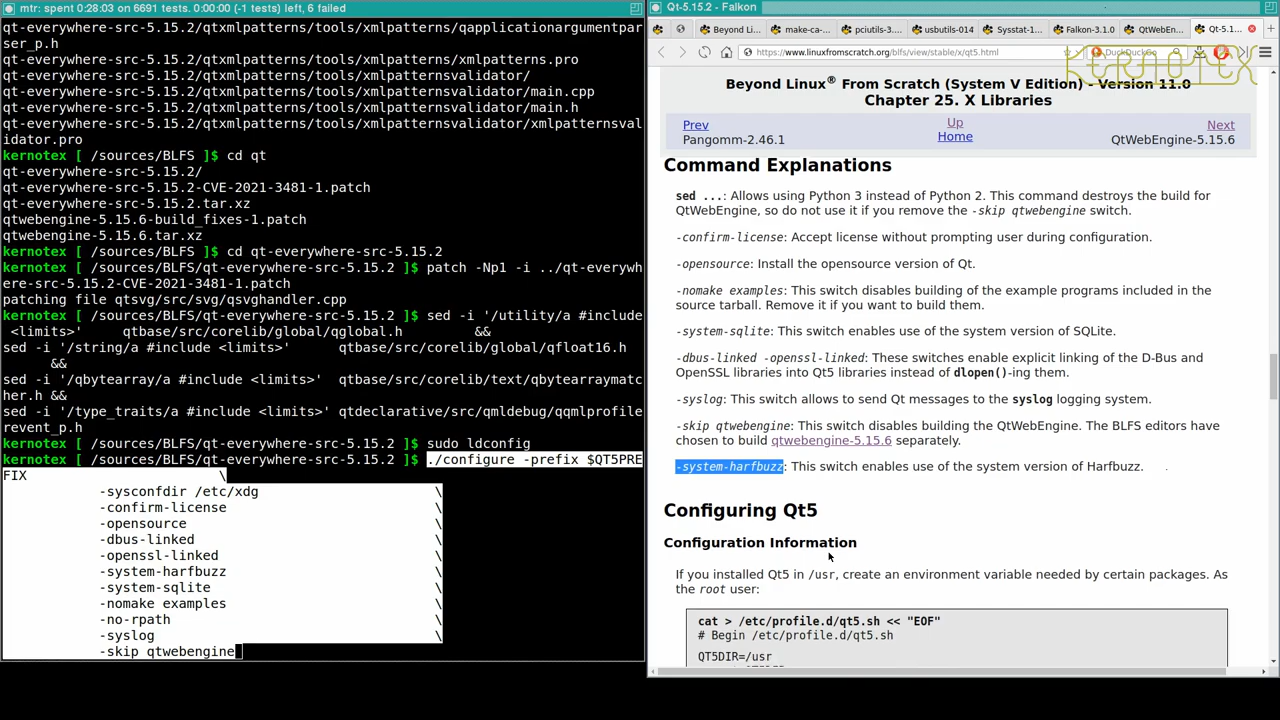 mtr: spent 0:28:03 on 6691 tests. 0:00:00 (-1 tests) left, 6 failed
qt-everywhere-src-5.15.2/qtxmlpatterns/tools/tools/qapplicationargumentpar
ser_p.h
qt-everywhere-src-5.15.2/qtxmlpatterns/tools/xmlpatterns/
qt-everywhere-src-5.15.2/qtxmlpatterns/tools/xmlpatterns/xmlpatterns.pro
qt-everywhere-src-5.15.2/qtxmlpatterns/tools/xmlpatternsvalidator/
qt-everywhere-src-5.15.2/qtxmlpatterns/tools/xmlpatternsvalidator/main.cpp
qt-everywhere-src-5.15.2/qtxmlpatterns/tools/xmlpatternsvalidator/main.h
qt-everywhere-src-5.15.2/qtxmlpatterns/tools/xmlpatternsvalidator/xmlpatternsval
idator.pro
kernotex [ /sources/BLFS ]$ cd qt
qt-everywhere-src-5.15.2/
qt-everywhere-src-5.15.2-CVE-2021-3481-1.patch
qt-everywhere-src-5.15.2.tar.xz
qtwebengine-5.15.6-build_fixes-1.patch
qtwebengine-5.15.6.tar.xz
kernotex [ /sources/BLFS ]$ cd qt-everywhere-src-5.15.2
kernotex [ /sources/BLFS/qt-everywhere-src-5.15.2 ]$ patch -Np1 -i ../qt-everywh
ere-src-5.15.2-CVE-2021-3481-1.patch
patching file qtsvg/src/svg/qsvghandler.cpp
kernotex [ /sources/BLFS/qt-everywhere-src-5.15.2 ]$ sed -i '/utility/a #include
<limits>' qtbase/src/corelib/global/qglobal.h &&
sed -i '/string/a #include <limits>' qtbase/src/corelib/global/qfloat16.h
&&
sed -i '/qbytearray/a #include <limits>' qtbase/src/corelib/text/qbytearraymatc
her.h &&
sed -i '/type_traits/a #include <limits>' qtdeclarative/src/qmldebug/qqmlprofile
revent_p.h
kernotex [ /sources/BLFS/qt-everywhere-src-5.15.2 ]$ sudo ldconfig
kernotex [ /sources/BLFS/qt-everywhere-src-5.15.2 ]$ ./configure -prefix $QT5PRE
FIX \
-sysconfdir /etc/xdg \
-confirm-license \
-opensource \
-dbus-linked \
-openssl-linked \
-system-harfbuzz \
-system-sqlite \
-nomake examples \
-no-rpath \
-syslog \
-skip qtwebengine
Qt-5.15.2 - Falkon
Beyond Li... make-ca-... pciutils-3.... usbutils-014 Sysstat-1... Falkon-3.1.0 QtWebEn... Qt-5.1...
https://www.linuxfromscratch.org/blfs/view/stable/x/qt5.html DuckDuckGo
KERNOTEX
Beyond Linux® From Scratch (System V Edition) - Version 11.0
Chapter 25. X Libraries
Prev Up Next
Pangomm-2.46.1 Home QtWebEngine-5.15.6
Command Explanations
sed ...: Allows using Python 3 instead of Python 2. This command destroys the build for
QtWebEngine, so do not use it if you remove the -skip qtwebengine switch.
-confirm-license: Accept license without prompting user during configuration.
-opensource: Install the opensource version of Qt.
-nomake examples: This switch disables building of the example programs included in the
source tarball. Remove it if you want to build them.
-system-sqlite: This switch enables use of the system version of SQLite.
-dbus-linked -openssl-linked: These switches enable explicit linking of the D-Bus and
OpenSSL libraries into Qt5 libraries instead of dlopen()-ing them.
-syslog: This switch allows to send Qt messages to the syslog logging system.
-skip qtwebengine: This switch disables building the QtWebEngine. The BLFS editors have
chosen to build qtwebengine-5.15.6 separately.
-system-harfbuzz: This switch enables use of the system version of Harfbuzz.
Configuring Qt5
Configuration Information
If you installed Qt5 in /usr, create an environment variable needed by certain packages. As
the root user:
cat > /etc/profile.d/qt5.sh << "EOF"
# Begin /etc/profile.d/qt5.sh
QT5DIR=/usr